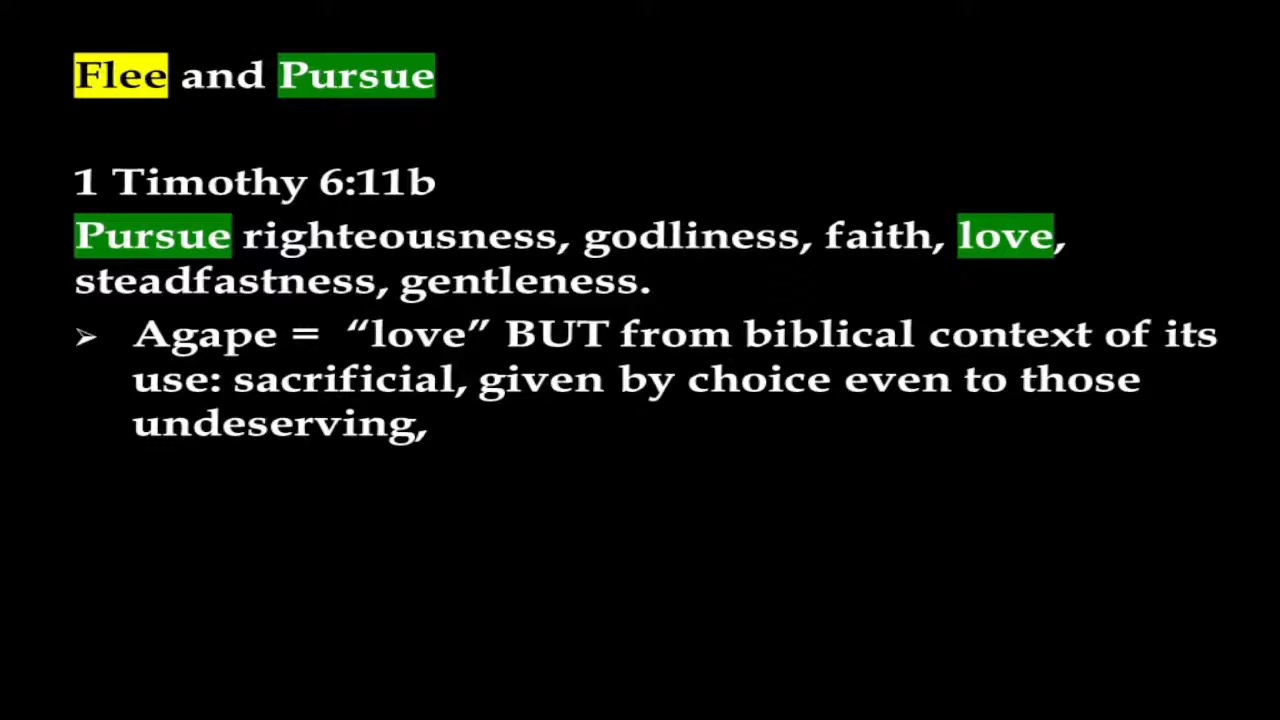 Flee and Pursue
1 Timothy 6:11b
Pursue righteousness, godliness, faith, love,
steadfastness, gentleness.
➢ Agape = “love” BUT from biblical context of its
use: sacrificial, given by choice even to those
undeserving,